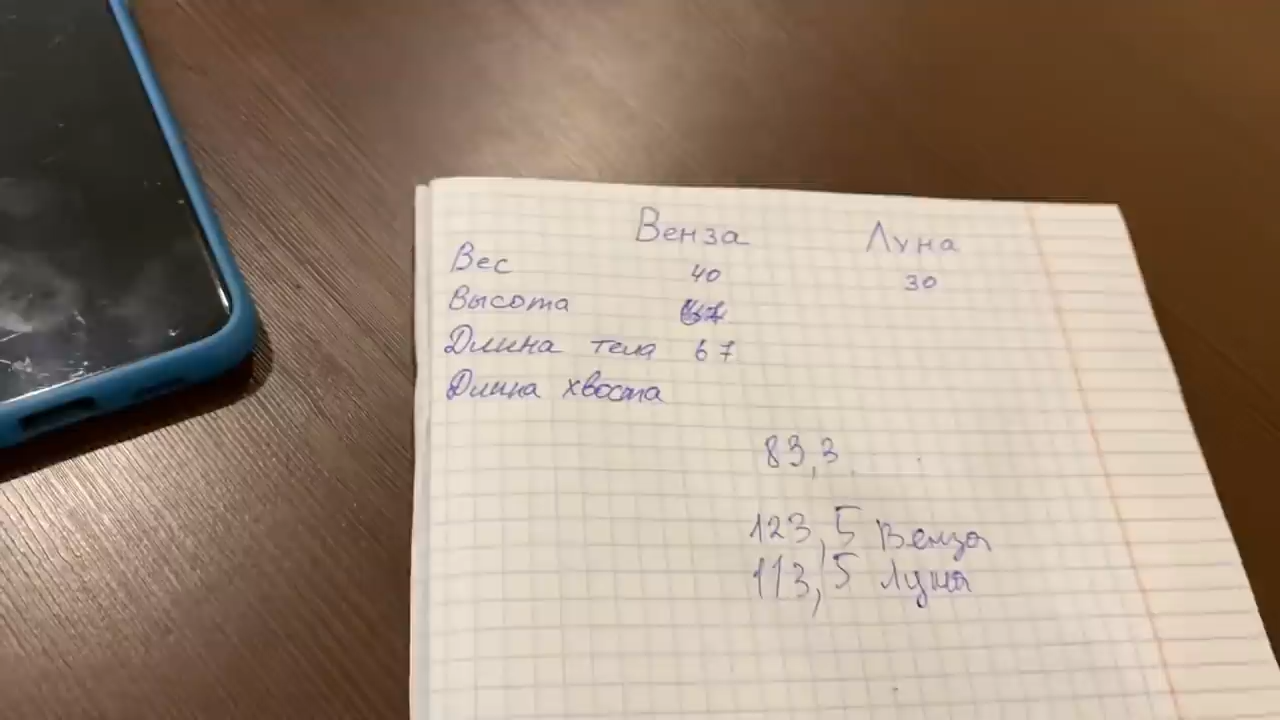 Венза Луна
Вес 40 30
Высота
Длина тела 67
Длина хвоста
83,3
123,5 Венза
113,5 Луна